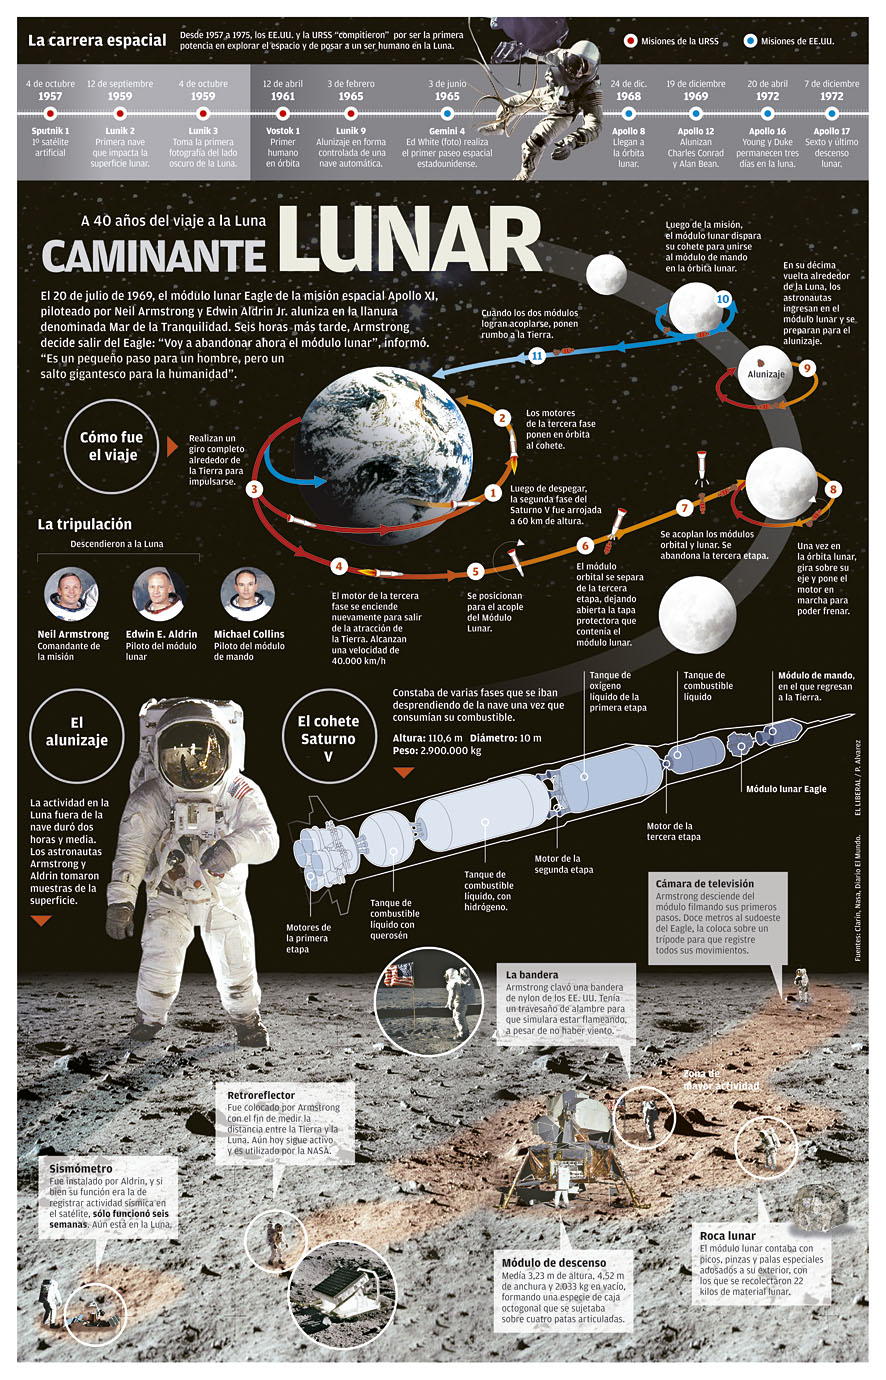 La carrera espacial
Desde 1957 a 1975, los EE.UU. y la URSS "compitieron" por ser la primera
potencia en explorar el espacio y de posar a un ser humano en la Luna.
Misiones de la URSS
Misiones de EE.UU.
4 de octubre
1957
Sputnik 1
1º satélite
artificial
12 de septiembre
1959
Lunik 2
Primera nave
que impacta la
superficie lunar.
4 de octubre
1959
Lunik 3
Toma la primera
fotografía del lado
oscuro de la Luna.
12 de abril
1961
Vostok 1
Primer
humano
en órbita
3 de febrero
1965
Lunik 9
Alunizaje en forma
controlada de una
nave automática.
3 de junio
1965
Gemini 4
Ed White (foto) realiza
el primer paseo espacial
estadounidense.
24 de dic.
1968
Apollo 8
Llegan a
la órbita
lunar.
19 de diciembre
1969
Apollo 12
Alunizan
Charles Conrad
y Alan Bean.
20 de abril
1972
Apollo 16
Young y Duke
permanecen tres
días en la luna.
7 de diciembre
1972
Apollo 17
Sexto y último
descenso
lunar.
A 40 años del viaje a la Luna
CAMINANTE LUNAR
El 20 de julio de 1969, el módulo lunar Eagle de la misión espacial Apollo XI,
piloteado por Neil Armstrong y Edwin Aldrin Jr. aluniza en la llanura
denominada Mar de la Tranquilidad. Seis horas más tarde, Armstrong
decide salir del Eagle: "Voy a abandonar ahora el módulo lunar", informó.
"Es un pequeño paso para un hombre, pero un
salto gigantesco para la humanidad".
Luego de la misión,
el módulo lunar dispara
su cohete para unirse
al módulo de mando
en la órbita lunar.
10
En su décima
vuelta alrededor
de la Luna, los
astronautas
ingresan en el
módulo lunar y se
preparan para el
alunizaje.
Cuando los dos módulos
logran acoplarse, ponen
rumbo a la Tierra.
11
Alunizaje
9
Cómo fue
el viaje
Realizan un
giro completo
alrededor de
la Tierra para
impulsarse.
3
2
Los motores
de la tercera fase
ponen en órbita
al cohete.
1
Luego de despegar,
la segunda fase del
Saturno V fue arrojada
a 60 km de altura.
4
El motor de la tercera
fase se enciende
nuevamente para salir
de la atracción de
la Tierra. Alcanzan
una velocidad de
40.000 km/h
5
Se posicionan
para el acople
del Módulo
Lunar.
6
El módulo
orbital se separa
de la tercera
etapa, dejando
abierta la tapa
protectora que
contenía el
módulo lunar.
7
Se acoplan los módulos
orbital y lunar. Se
abandona la tercera etapa.
8
Una vez en
la órbita lunar,
gira sobre su
eje y pone el
motor en
marcha para
poder frenar.
La tripulación
Descendieron a la Luna
Neil Armstrong
Comandante de
la misión
Edwin E. Aldrin
Piloto del módulo
lunar
Michael Collins
Piloto del módulo
de mando
El
alunizaje
La actividad en la
Luna fuera de la
nave duró dos
horas y media.
Los astronautas
Armstrong y
Aldrin tomaron
muestras de la
superficie.
El cohete
Saturno
V
Constaba de varias fases que se iban
desprendiendo de la nave una vez que
consumían su combustible.
Altura: 110,6 m Diámetro: 10 m
Peso: 2.900.000 kg
Tanque de
oxígeno
líquido de la
primera etapa
Tanque de
combustible
líquido
Módulo de mando,
en el que regresan
a la Tierra.
Módulo lunar Eagle
Motor de la
tercera etapa
Motor de la
segunda etapa
Tanque de
combustible
líquido, con
hidrógeno.
Tanque de
combustible
líquido con
querosén
Motores de
la primera
etapa
EL LIBERAL / P. Alvarez
Fuentes: Clarín, Nasa, Diario El Mundo.
Cámara de televisión
Armstrong desciende del
módulo filmando sus primeros
pasos. Doce metros al sudoeste
del Eagle, la coloca sobre un
trípode para que registre
todos sus movimientos.
La bandera
Armstrong clavó una bandera
de nylon de los EE. UU. Tenía
un travesaño de alambre para
que simulara estar flameando,
a pesar de no haber viento.
Zona de
mayor actividad
Retroreflector
Fue colocado por Armstrong
con el fin de medir la
distancia entre la Tierra y la
Luna. Aún hoy sigue activo
y es utilizado por la NASA.
Sismómetro
Fue instalado por Aldrin, y si
bien su función era la de
registrar actividad sísmica en
el satélite, sólo funcionó seis
semanas. Aún está en la Luna.
Módulo de descenso
Medía 3,23 m de altura, 4,52 m
de anchura y 2.033 kg en vacío,
formando una especie de caja
octogonal que se sujetaba
sobre cuatro patas articuladas.
Roca lunar
El módulo lunar contaba con
picos, pinzas y palas especiales
adosados a su exterior, con
los que se recolectaron 22
kilos de material lunar.